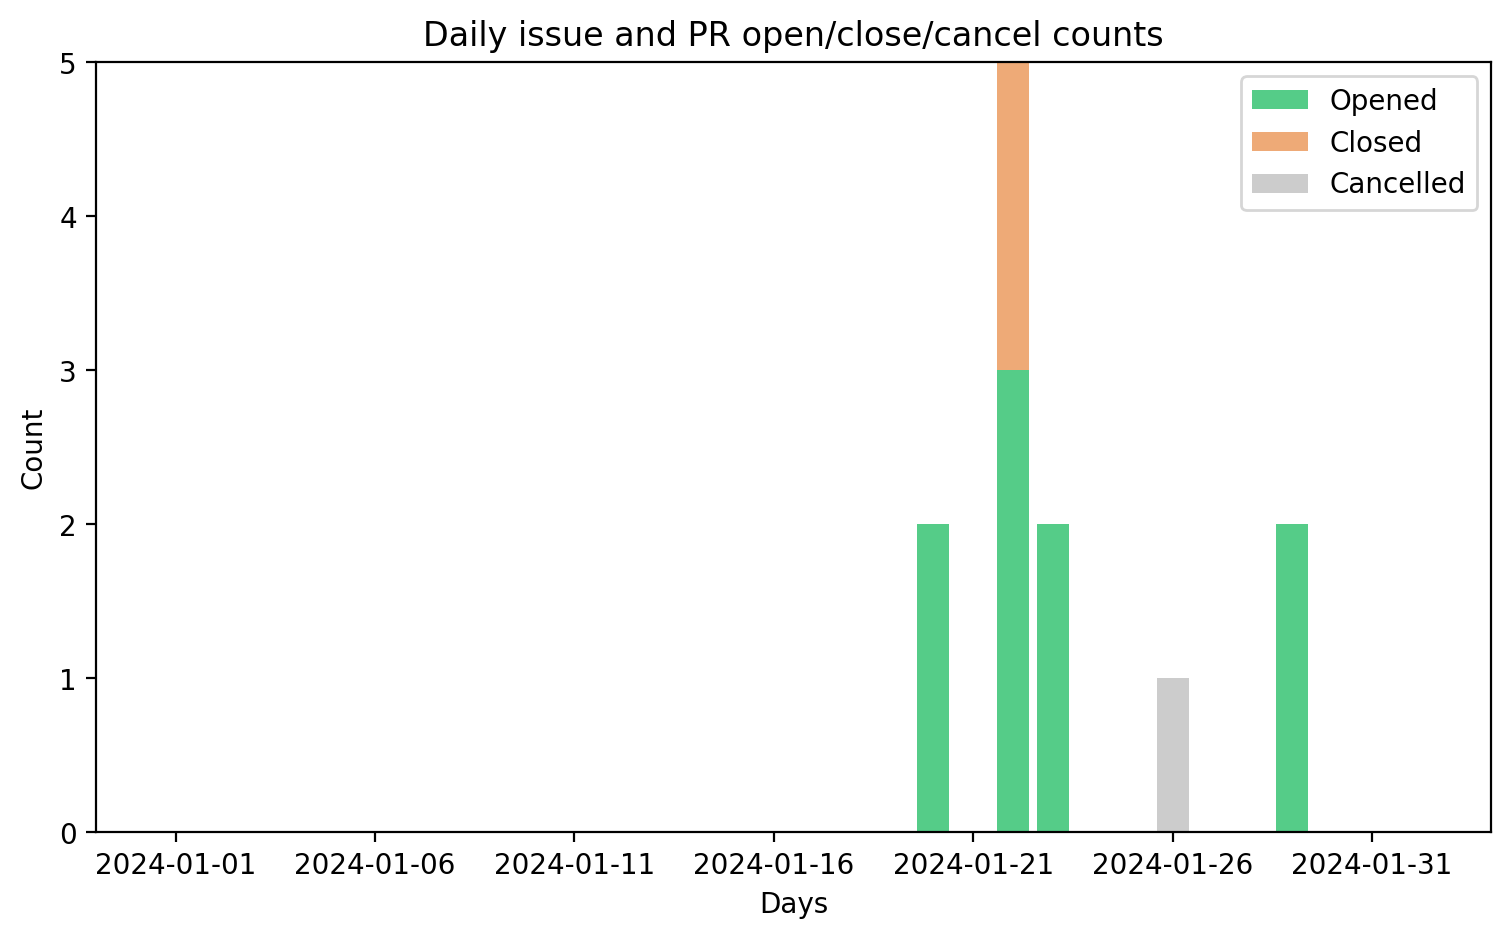 Daily issue and PR open/close/cancel counts
5
4
3
2
1
0
Count
Opened
Closed
Cancelled
2024-01-01 2024-01-06 2024-01-11 2024-01-16 2024-01-21 2024-01-26 2024-01-31
Days